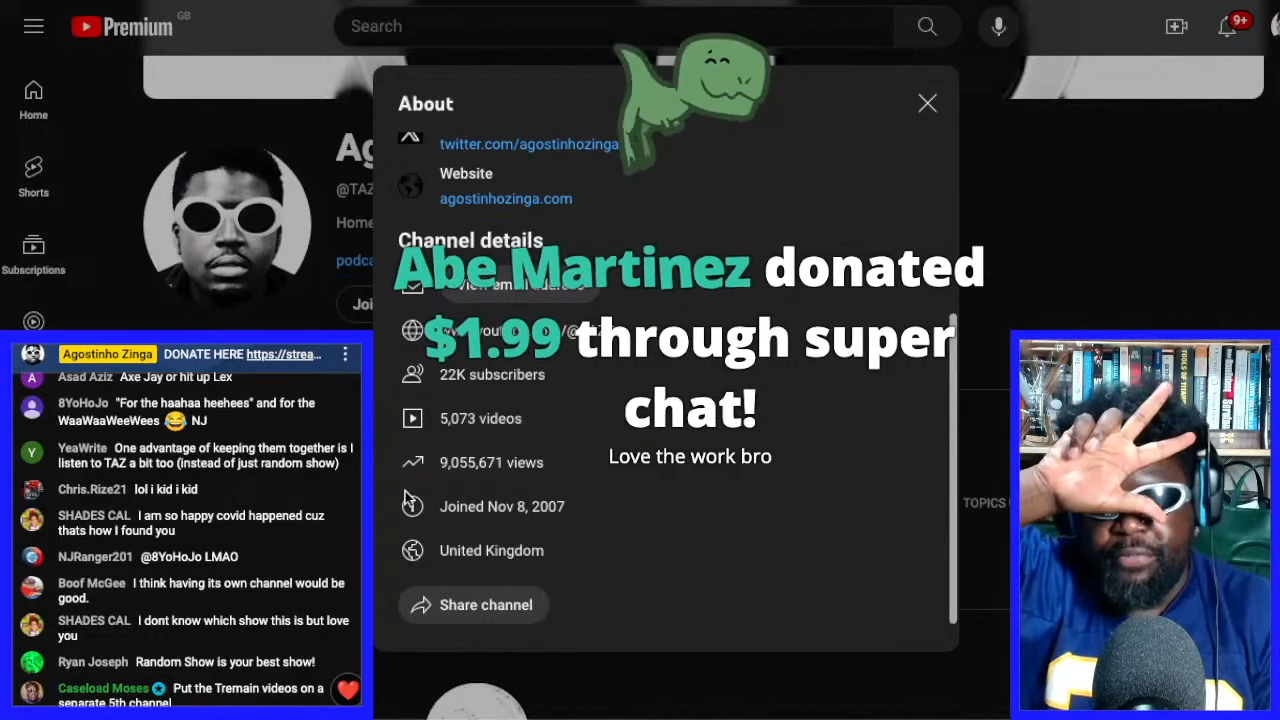 Premium
GB
Search
9+
Home
Shorts
Subscriptions
@TAZ
Home
podca
Joi
About
twitter.com/agostinhozinga
Website
agostinhozinga.com
Channel details
Abe Martinez donated
$1.99 through super
chat!
Love the work bro
22K subscribers
5,073 videos
9,055,671 views
Joined Nov 8, 2007
United Kingdom
Share channel
TOPICS
Agostinho Zinga DONATE HERE https://strea...
Asad Aziz Axe Jay or hit up Lex
8YoHoJo "For the haahaa heehees" and for the
WaaWaaWeeWees 😂 NJ
YeaWrite One advantage of keeping them together is I
listen to TAZ a bit too (instead of just random show)
Chris.Rize21 lol i kid i kid
SHADES CAL I am so happy covid happened cuz
thats how I found you
NJRanger201 @8YoHoJo LMAO
Boof McGee I think having its own channel would be
good.
SHADES CAL I dont know which show this is but love
you
Ryan Joseph Random Show is your best show!
Caseload Moses Put the Tremain videos on a
separate 5th channel
TOOLS OF TITANS